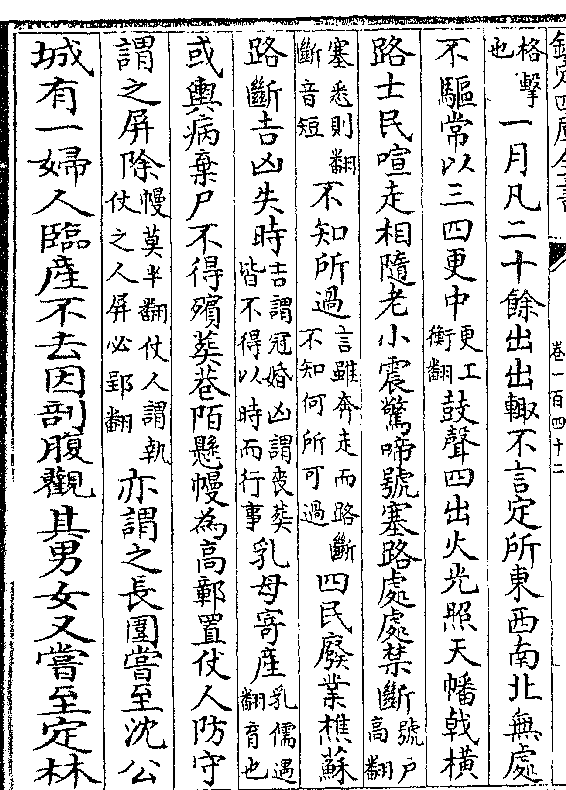 欽定四庫全書
卷一百四十二
格擊也一月凡二十餘出出輙不言定所東西南北無處
不驅常以三四更中更工衡翻鼓聲四出火光照天幡戟橫
路士民喧走相隨老小震驚啼號塞路處處禁斷號戶高翻
塞悉則翻斷音短不知所過言雖奔走而路斷不知何所可過四民廢業樵蘇
路斷吉凶失時吉謂冠婚凶謂喪葬皆不得以時而行事乳母寄產乳儒遇翻育也
或輿病棄尸不得殯葬巷陌懸幔為高鄣置仗人防守
謂之屏除幔莫半翻仗人謂執仗之人屏必郢翻亦謂之長圍嘗至沈公
城有一婦人臨產不去因剖腹觀其男女又嘗至定林